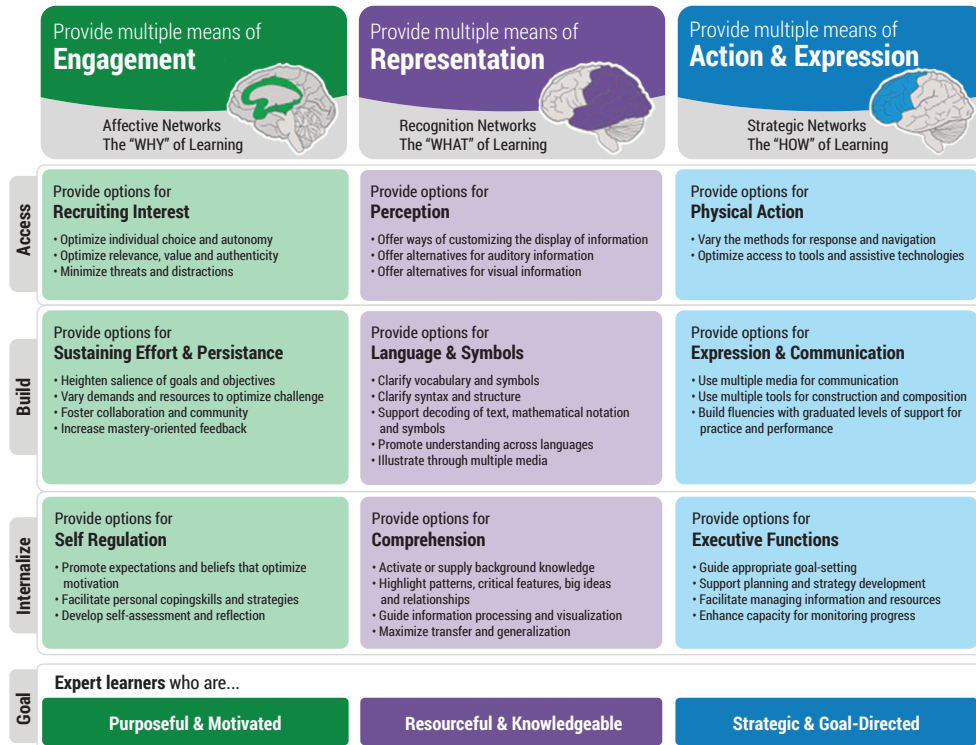 Provide multiple means of
Engagement
Affective Networks
The “WHY” of Learning
Provide multiple means of
Representation
Recognition Networks
The “WHAT” of Learning
Provide multiple means of
Action & Expression
Strategic Networks
The “HOW” of Learning
Access
Provide options for
Recruiting Interest
• Optimize individual choice and autonomy
• Optimize relevance, value and authenticity
• Minimize threats and distractions
Provide options for
Perception
• Offer ways of customizing the display of information
• Offer alternatives for auditory information
• Offer alternatives for visual information
Provide options for
Physical Action
• Vary the methods for response and navigation
• Optimize access to tools and assistive technologies
Build
Provide options for
Sustaining Effort & Persistance
• Heighten salience of goals and objectives
• Vary demands and resources to optimize challenge
• Foster collaboration and community
• Increase mastery-oriented feedback
Provide options for
Language & Symbols
• Clarify vocabulary and symbols
• Clarify syntax and structure
• Support decoding of text, mathematical notation
and symbols
• Promote understanding across languages
• Illustrate through multiple media
Provide options for
Expression & Communication
• Use multiple media for communication
• Use multiple tools for construction and composition
• Build fluencies with graduated levels of support for
practice and performance
Internalize
Provide options for
Self Regulation
• Promote expectations and beliefs that optimize
motivation
• Facilitate personal copingskills and strategies
• Develop self-assessment and reflection
Provide options for
Comprehension
• Activate or supply background knowledge
• Highlight patterns, critical features, big ideas
and relationships
• Guide information processing and visualization
• Maximize transfer and generalization
Provide options for
Executive Functions
• Guide appropriate goal-setting
• Support planning and strategy development
• Facilitate managing information and resources
• Enhance capacity for monitoring progress
Goal
Expert learners who are...
Purposeful & Motivated
Resourceful & Knowledgeable
Strategic & Goal-Directed